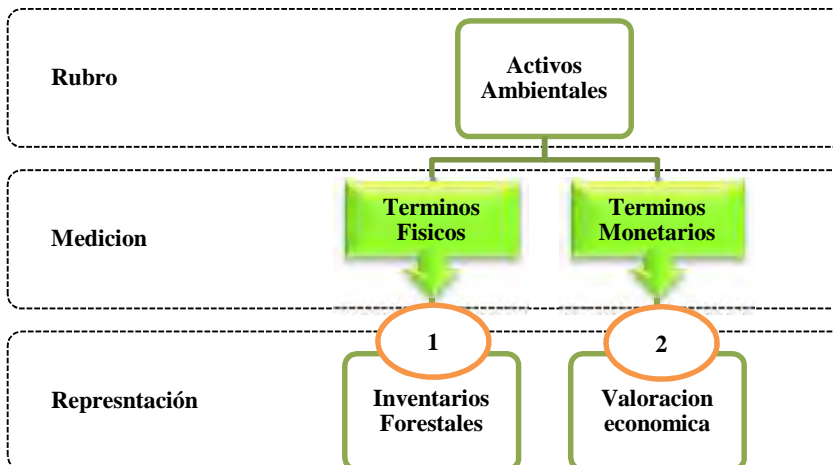 Rubro
Activos
Ambientales
Medicion
Terminos
Fisicos
Terminos
Monetarios
Represntación
1
Inventarios
Forestales
2
Valoracion
economica